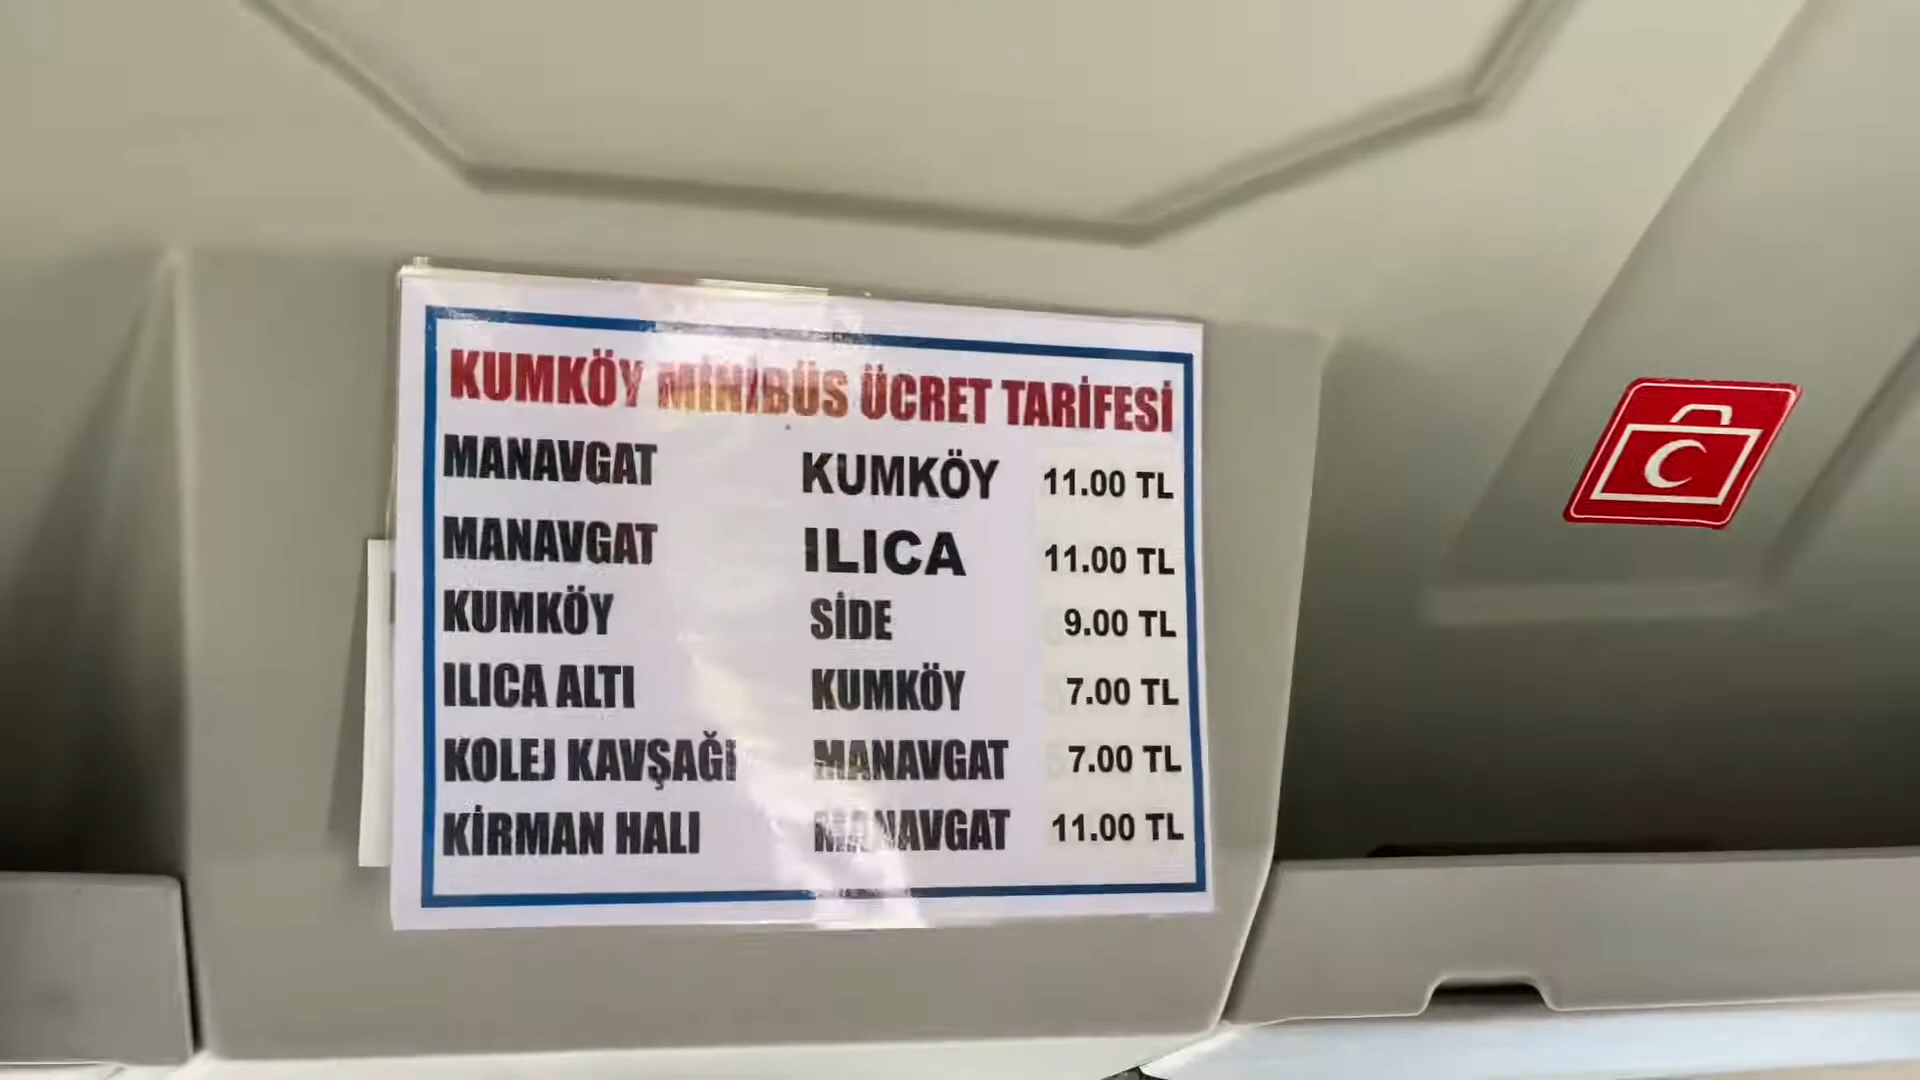 KUMKÖY MİNİBÜS ÜCRET TARİFESİ
MANAVGAT KUMKÖY 11.00 TL
MANAVGAT ILICA 11.00 TL
KUMKÖY SİDE 9.00 TL
ILICA ALTI KUMKÖY 7.00 TL
KOLEJ KAVŞAĞI MANAVGAT 7.00 TL
KİRMAN HALI MANAVGAT 11.00 TL